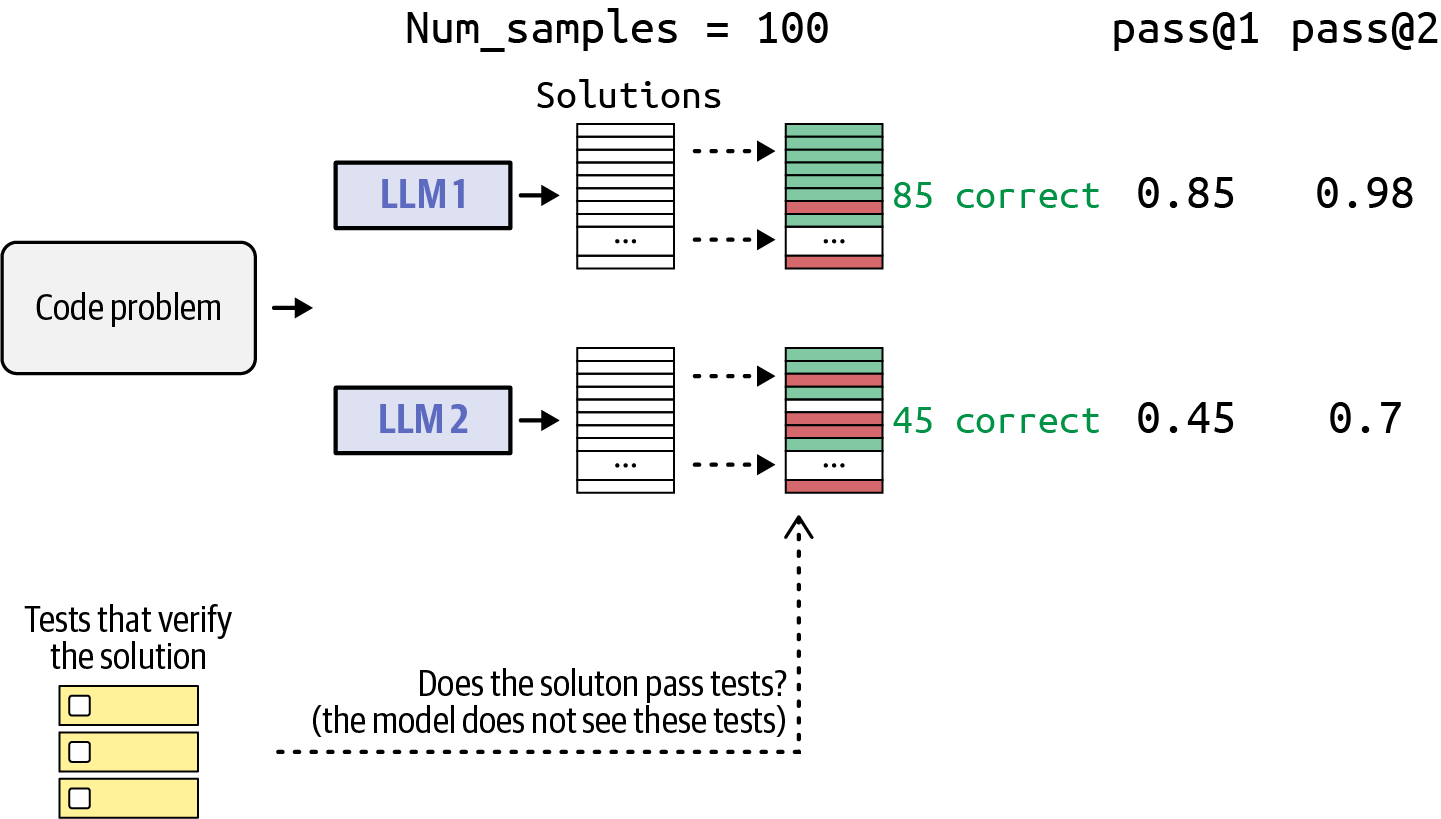 Num_samples = 100
pass@1 pass@2
Solutions
LLM 1
...
...
85 correct
0.85
0.98
Code problem
LLM 2
...
...
45 correct
0.45
0.7
Tests that verify
the solution
Does the soluton pass tests?
(the model does not see these tests)